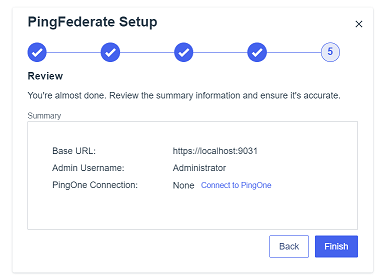 PingFederate Setup
5
Review
You're almost done. Review the summary information and ensure it's accurate.
Summary
Base URL: https://localhost:9031
Admin Username: Administrator
PingOne Connection: None Connect to PingOne
Back Finish